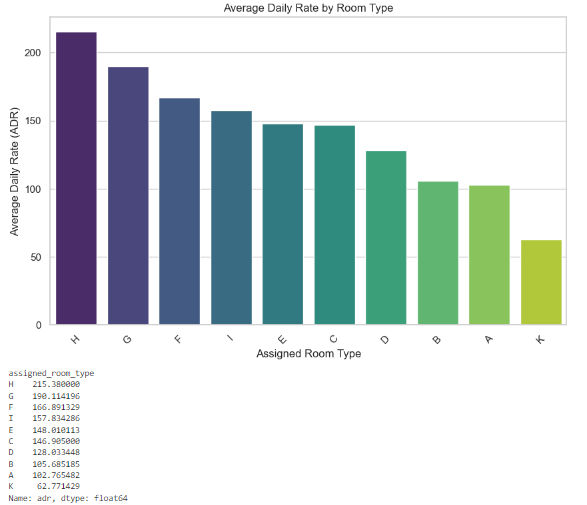 Average Daily Rate by Room Type
Average Daily Rate (ADR)
200
150
100
50
0
H G F I E C D B A K
Assigned Room Type
assigned_room_type
H    215.380000
G    190.114196
F    166.891329
I    157.834286
E    148.010113
C    146.905000
D    128.033448
B    105.685185
A    102.765482
K     62.771429
Name: adr, dtype: float64